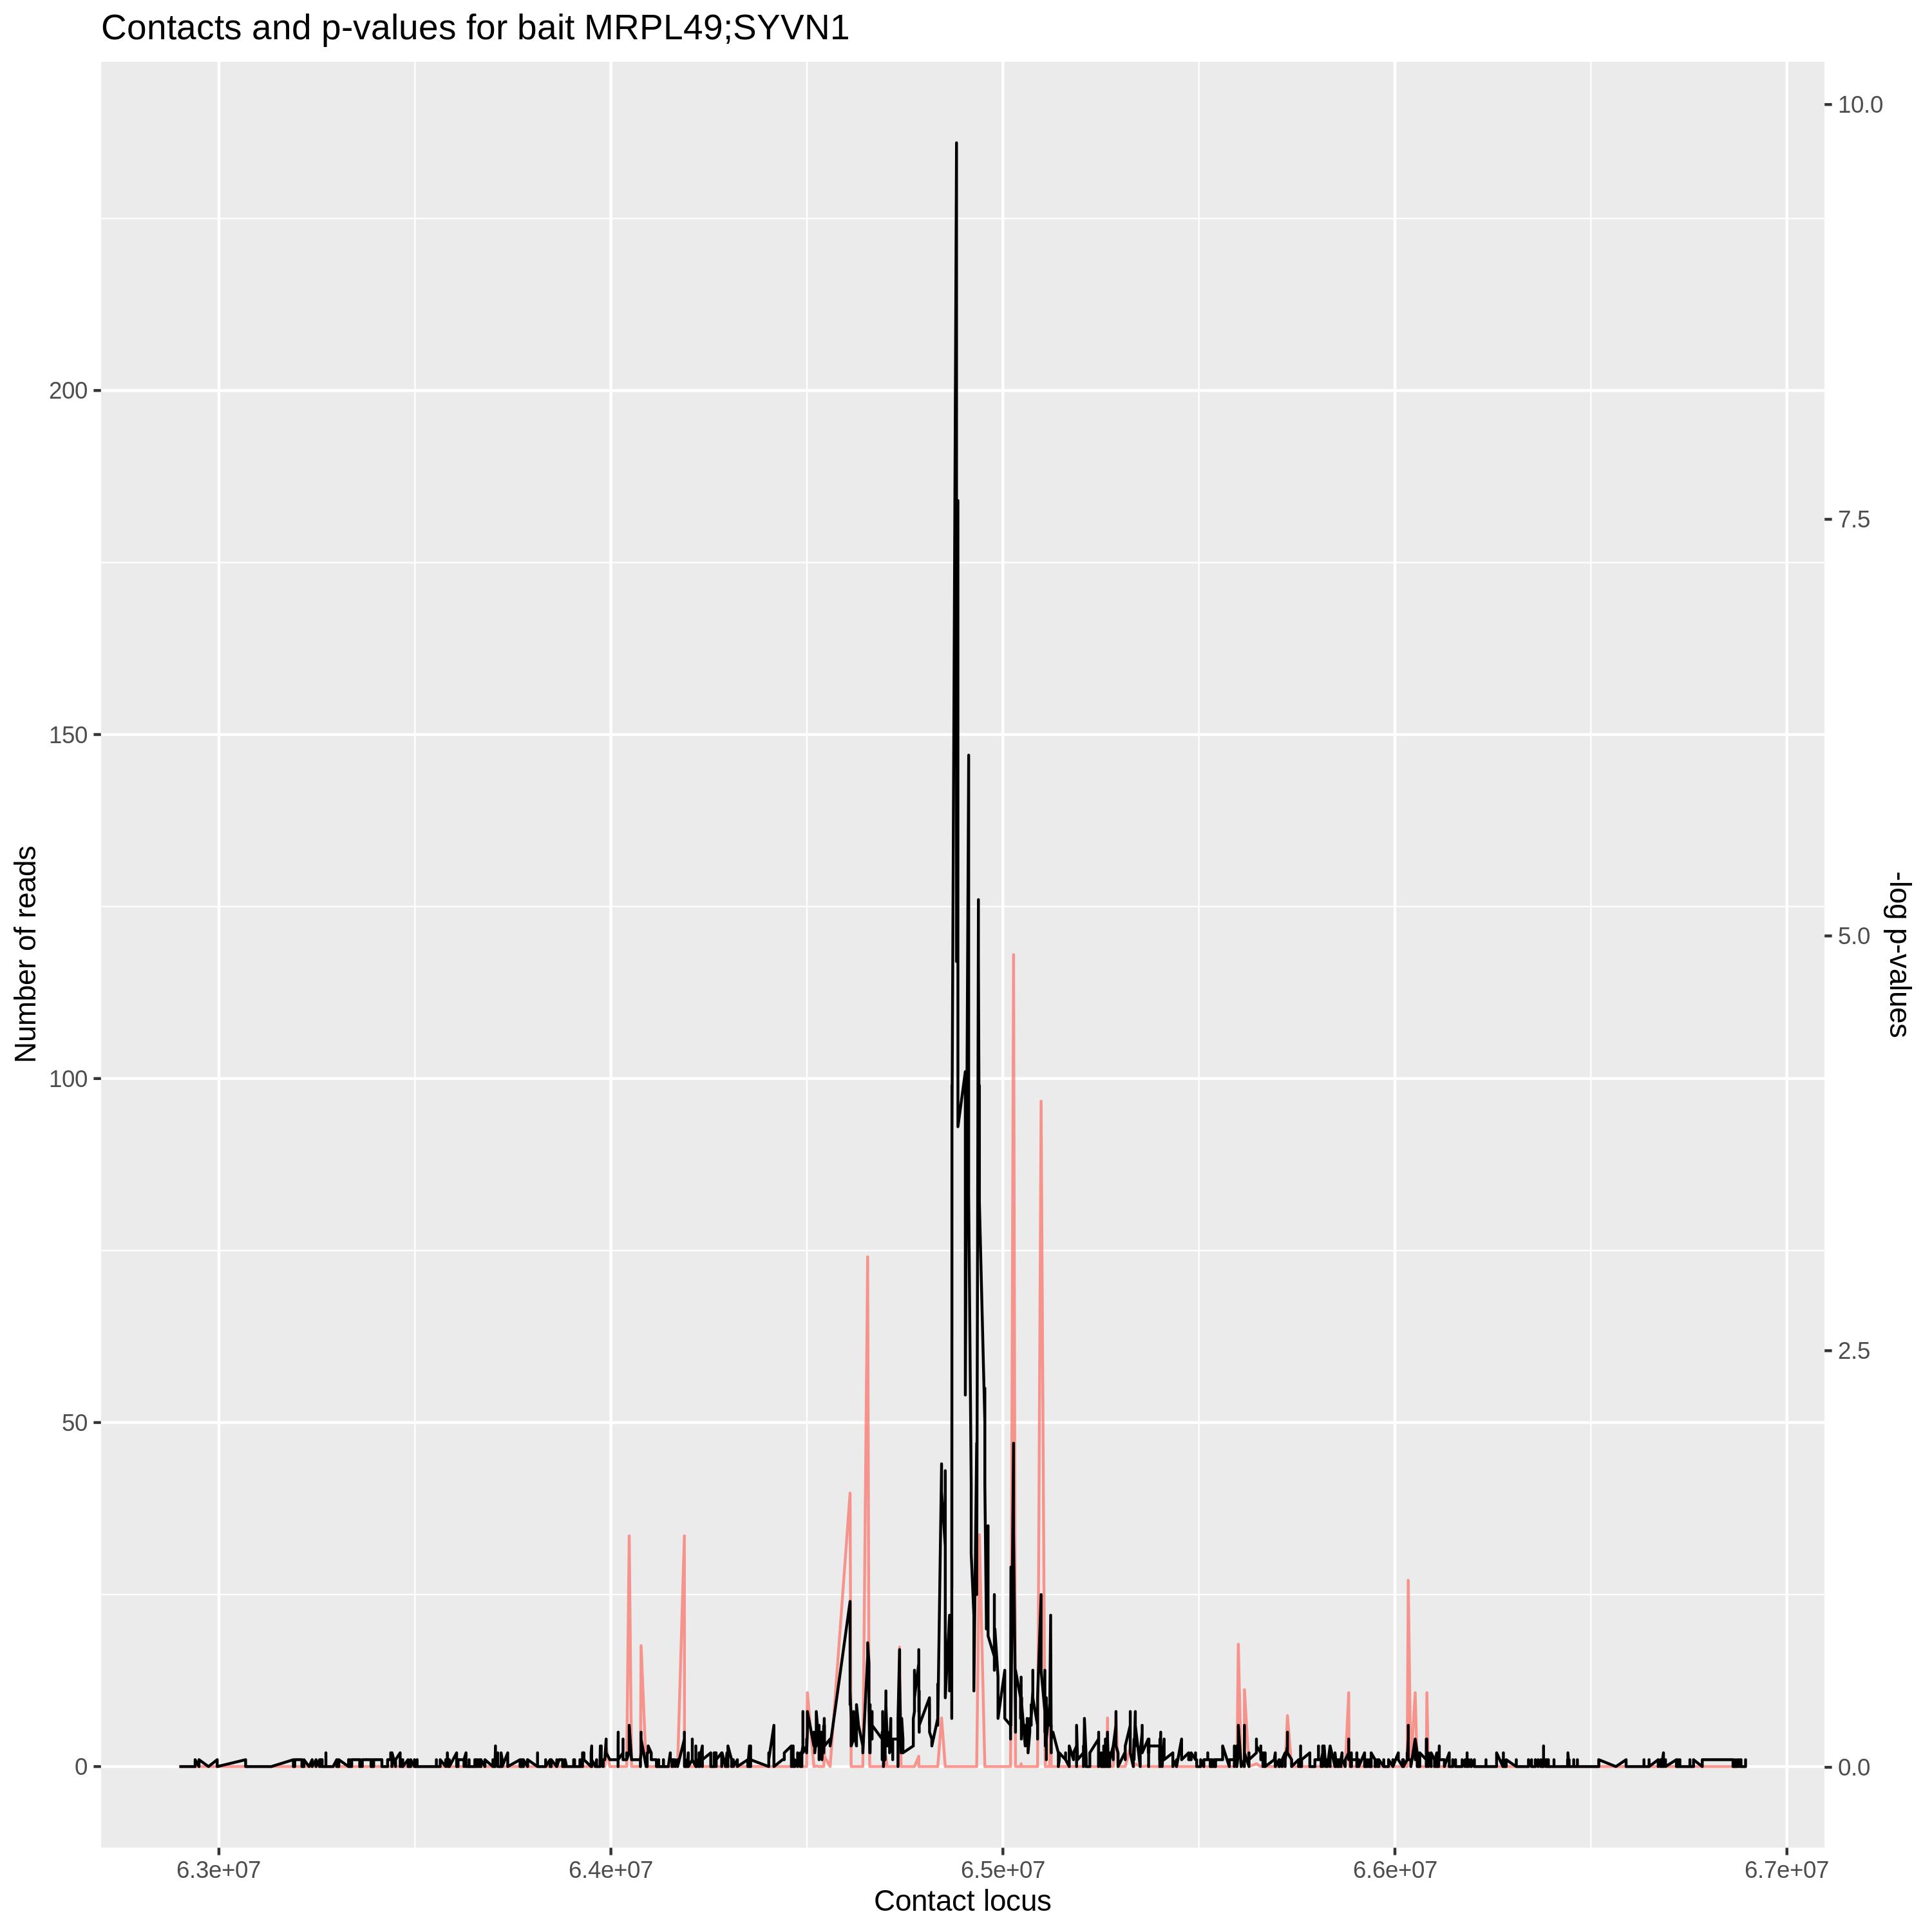 Contacts and p-values for bait MRPL49;SYVN1
Number of reads
200
150
100
50
0
10.0
7.5
5.0
2.5
0.0
-log p-values
6.3e+07
6.4e+07
6.5e+07
6.6e+07
6.7e+07
Contact locus